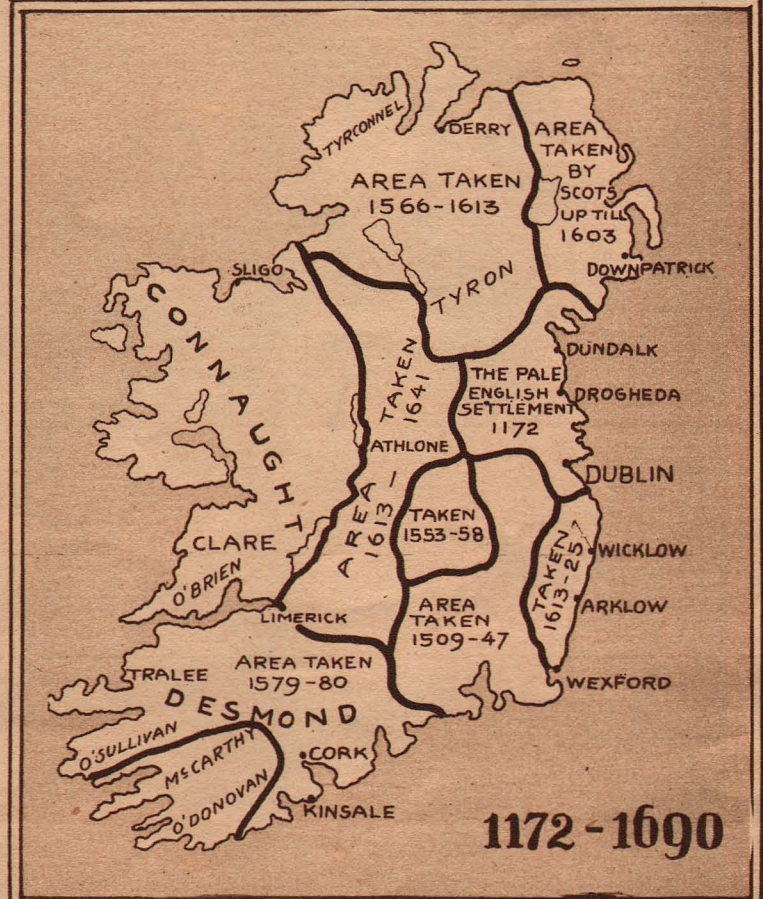 TYRCONNEL
DERRY
AREA
TAKEN
BY
SCOTS
UP TILL
1603
AREA TAKEN
1566-1613
DOWNPATRICK
SLIGO
TYRON
CONNAUGHT
DUNDALK
THE PALE
ENGLISH
SETTLEMENT
1172
DROGHEDA
AREA TAKEN
1613-1641
ATHLONE
DUBLIN
TAKEN
1553-58
CLARE
O'BRIEN
TAKEN
1613-25
WICKLOW
ARKLOW
LIMERICK
AREA
TAKEN
1509-47
TRALEE
AREA TAKEN
1579-80
WEXFORD
DESMOND
O'SULLIVAN
McCARTHY
O'DONOVAN
CORK
KINSALE
1172-1690